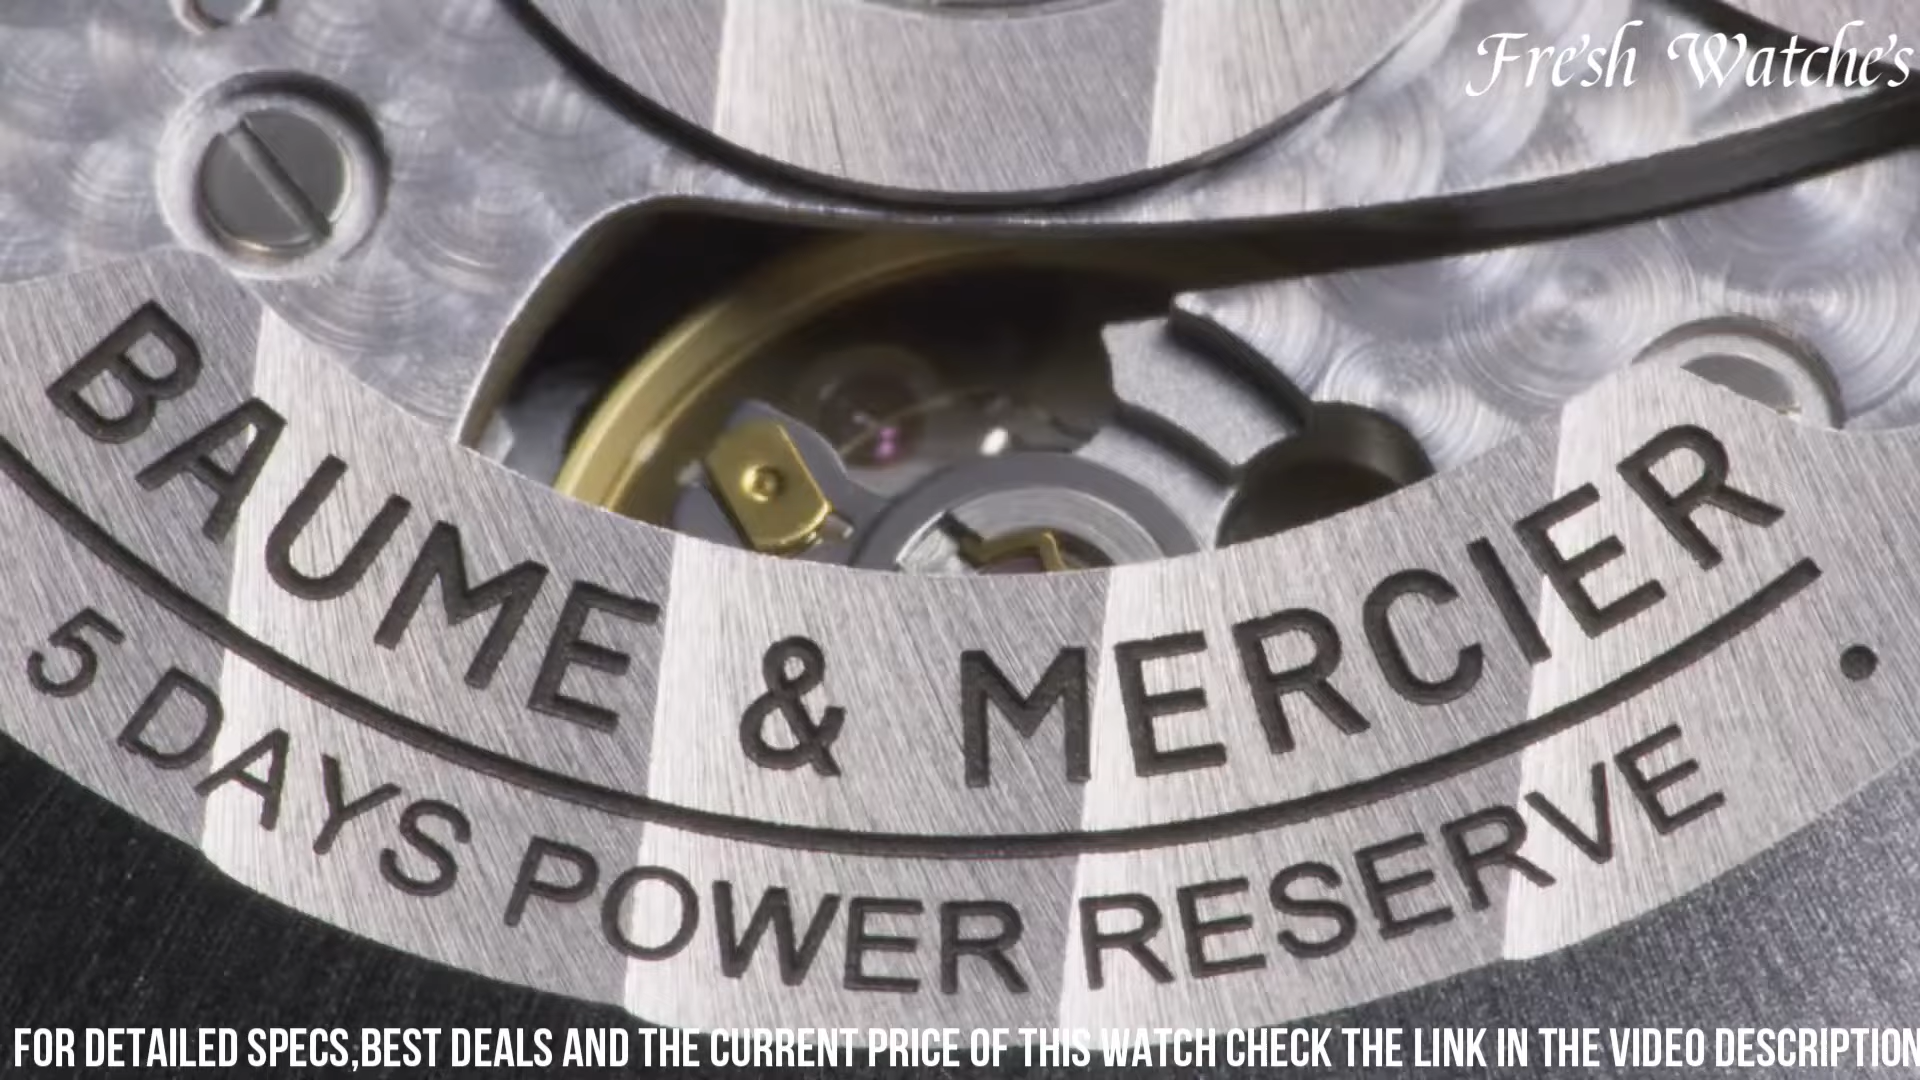 Fre'sh Watche's
BAUME & MERCIER
5 DAYS POWER RESERVE •
FOR DETAILED SPECS,BEST DEALS AND THE CURRENT PRICE OF THIS WATCH CHECK THE LINK IN THE VIDEO DESCRIPTION